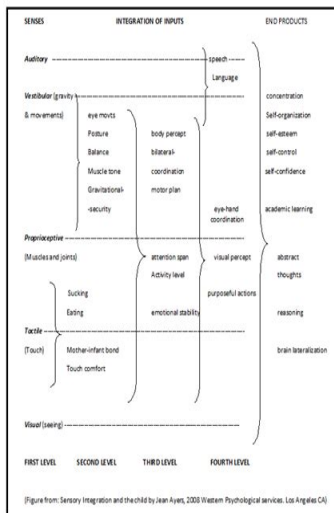 SENSES INTEGRATION OF INPUTS END PRODUCTS
Auditory speech
Language
Vestibular (gravity concentration
& movements) eye movts Self-organization
Posture body percept self-esteem
Balance bilateral- self-control
Muscle tone coordination self-confidence
Gravitational- motor plan
-security eye-hand academic learning
coordination
Proprioceptive
(Muscles and joints) attention span visual percept abstract
Activity level thoughts
Sucking purposeful actions
Eating emotional stability reasoning
Tactile
(Touch) Mother-infant bond brain lateralization
Touch comfort
Visual (seeing)
FIRST LEVEL SECOND LEVEL THIRD LEVEL FOURTH LEVEL
(Figure from: Sensory Integration and the child by Jean Ayers, 2008 Western Psychological services. Los Angeles CA)